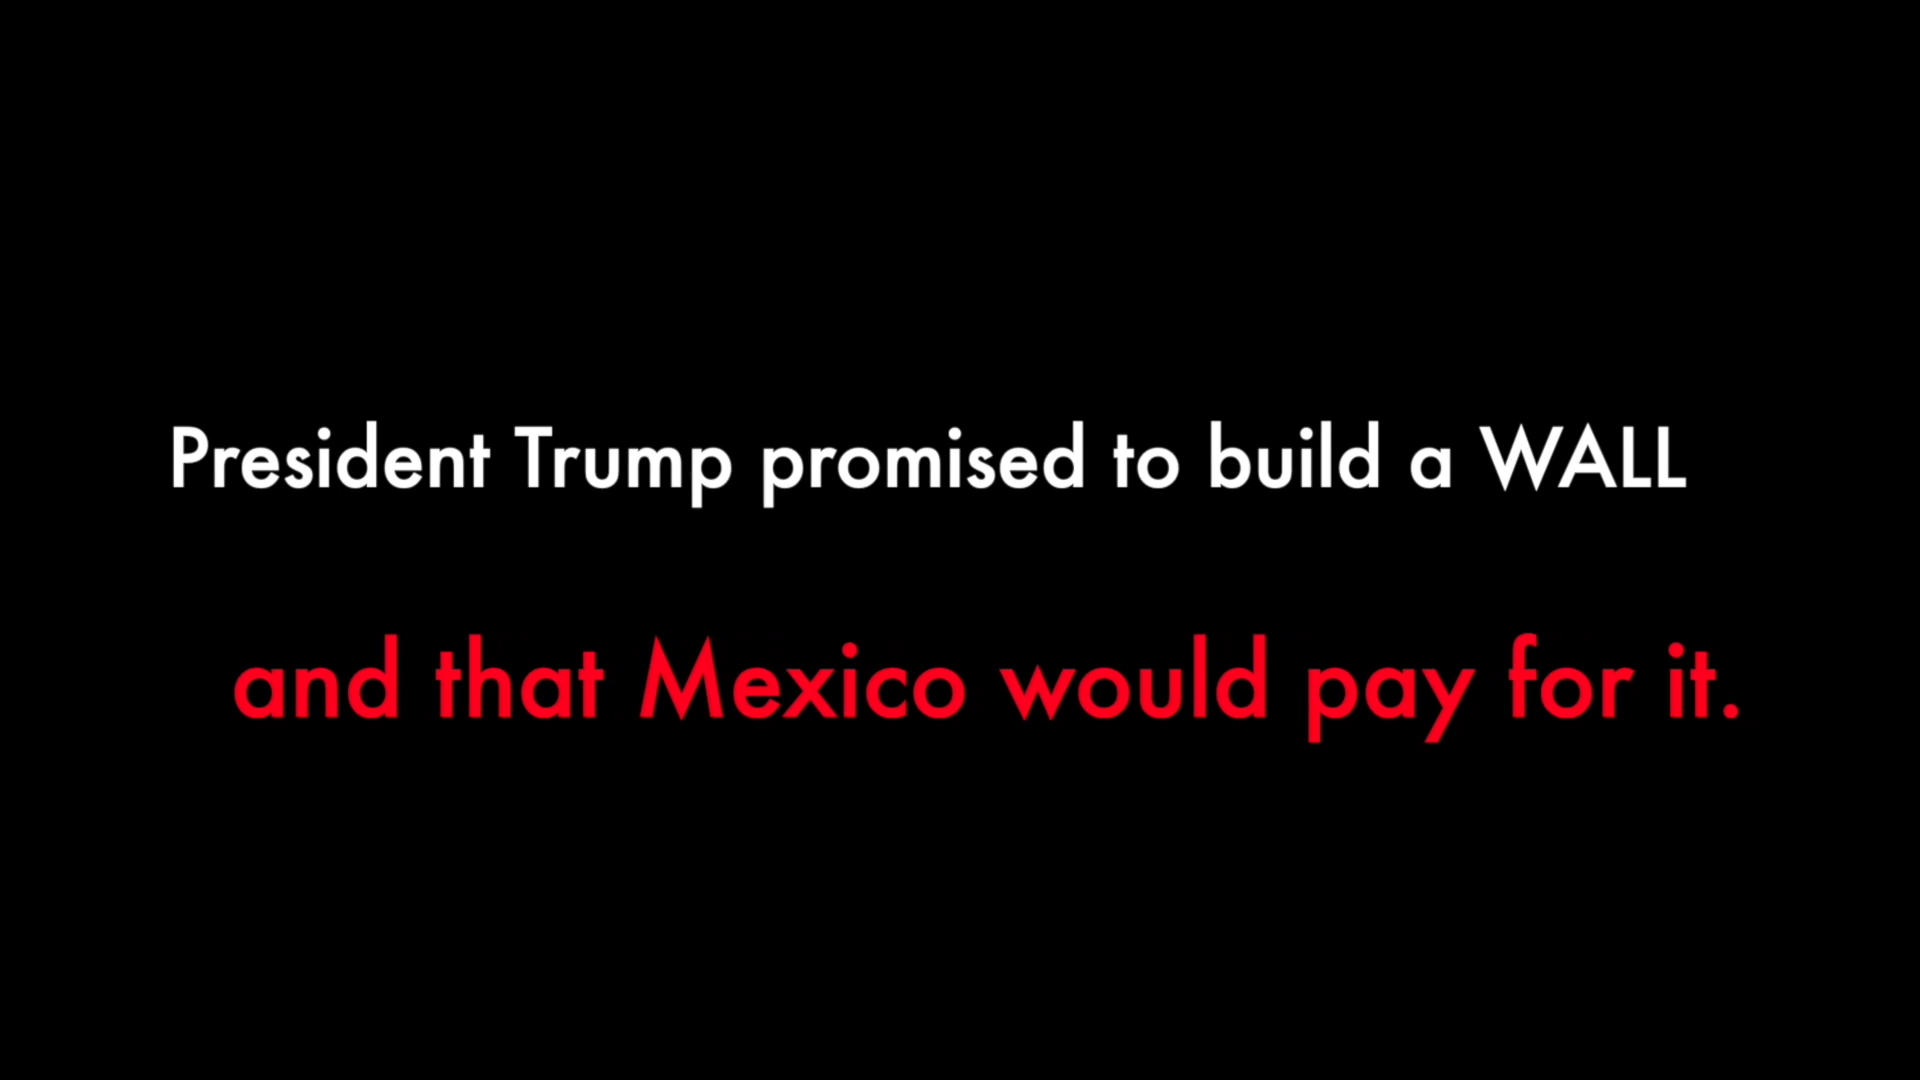 President Trump promised to build a WALL
and that Mexico would pay for it.